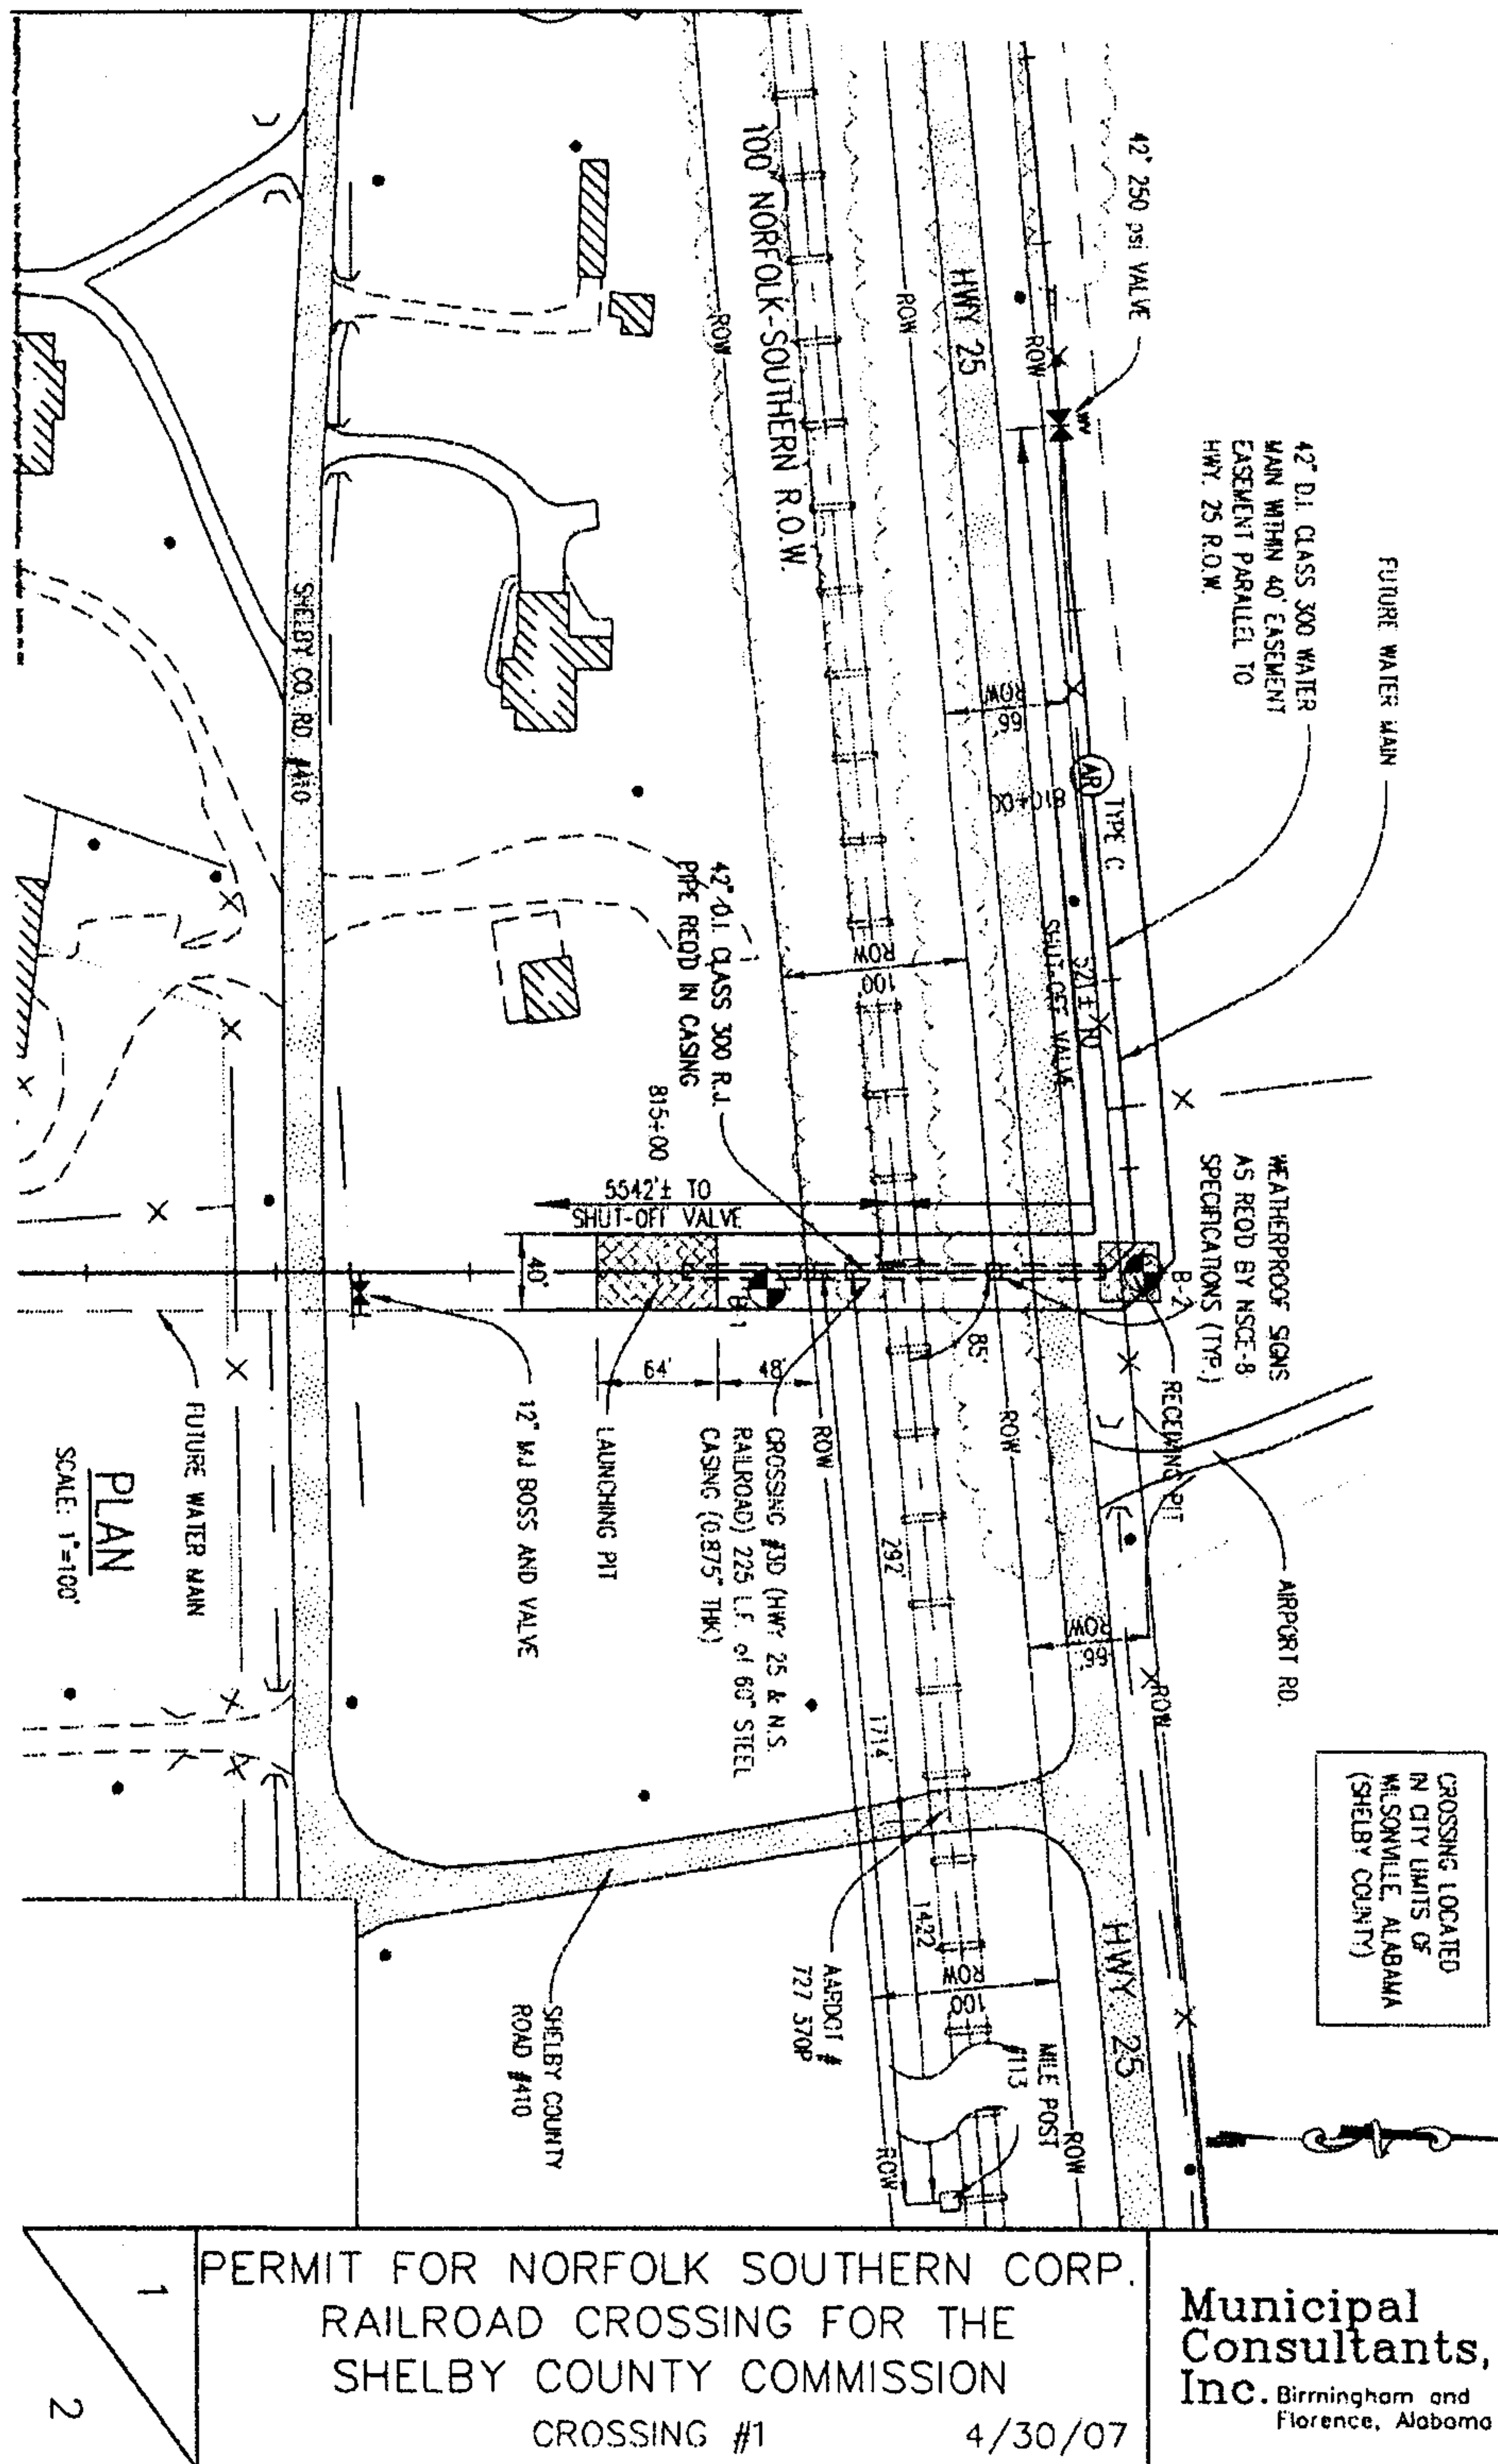 42" 250 psi VALVE
FUTURE WATER MAIN
42" D.I. CLASS 300 WATER
MAIN WITHIN 40' EASEMENT
EASEMENT PARALLEL TO
HWY. 25 R.O.W.
WEATHERPROOF SIGNS
AS REQ'D BY NSCE-8
SPECIFICATIONS (TYP.)
CROSSING LOCATED
IN CITY LIMITS OF
WILSONVILLE, ALABAMA
(SHELBY COUNTY)
AIRPORT RD.
RECEIVING PIT
B-2
TYPE C
AR
WV
ROW
HWY 25
ROW
66'
ROW
810+00
SHUT-OFF VALVE
ROW
100' NORFOLK-SOUTHERN R.O.W.
ROW
100'
ROW
42" D.I. CLASS 300 R.J.
PIPE REQ'D IN CASING
815+00
5542'± TO
SHUT-OFF VALVE
40'
B-1
85'
64'
48'
ROW
ROW
ROW
66'
ROW
HWY 25
292'
1714'
1422
100'
ROW
CROSSING #3D (HWY 25 & N.S.
RAILROAD) 225 L.F. of 60" STEEL
CASING (0.875" THK)
LAUNCHING PIT
12" MJ BOSS AND VALVE
FUTURE WATER MAIN
AARDOT #
727 370P
MILE POST
#113
ROW
ROW
SHELBY COUNTY
ROAD #410
SHELBY CO. RD. #410
PLAN
SCALE: 1"=100'
1
2
PERMIT FOR NORFOLK SOUTHERN CORP.
RAILROAD CROSSING FOR THE
SHELBY COUNTY COMMISSION
CROSSING #1 4/30/07
Municipal
Consultants,
Inc. Birmingham and
Florence, Alabama